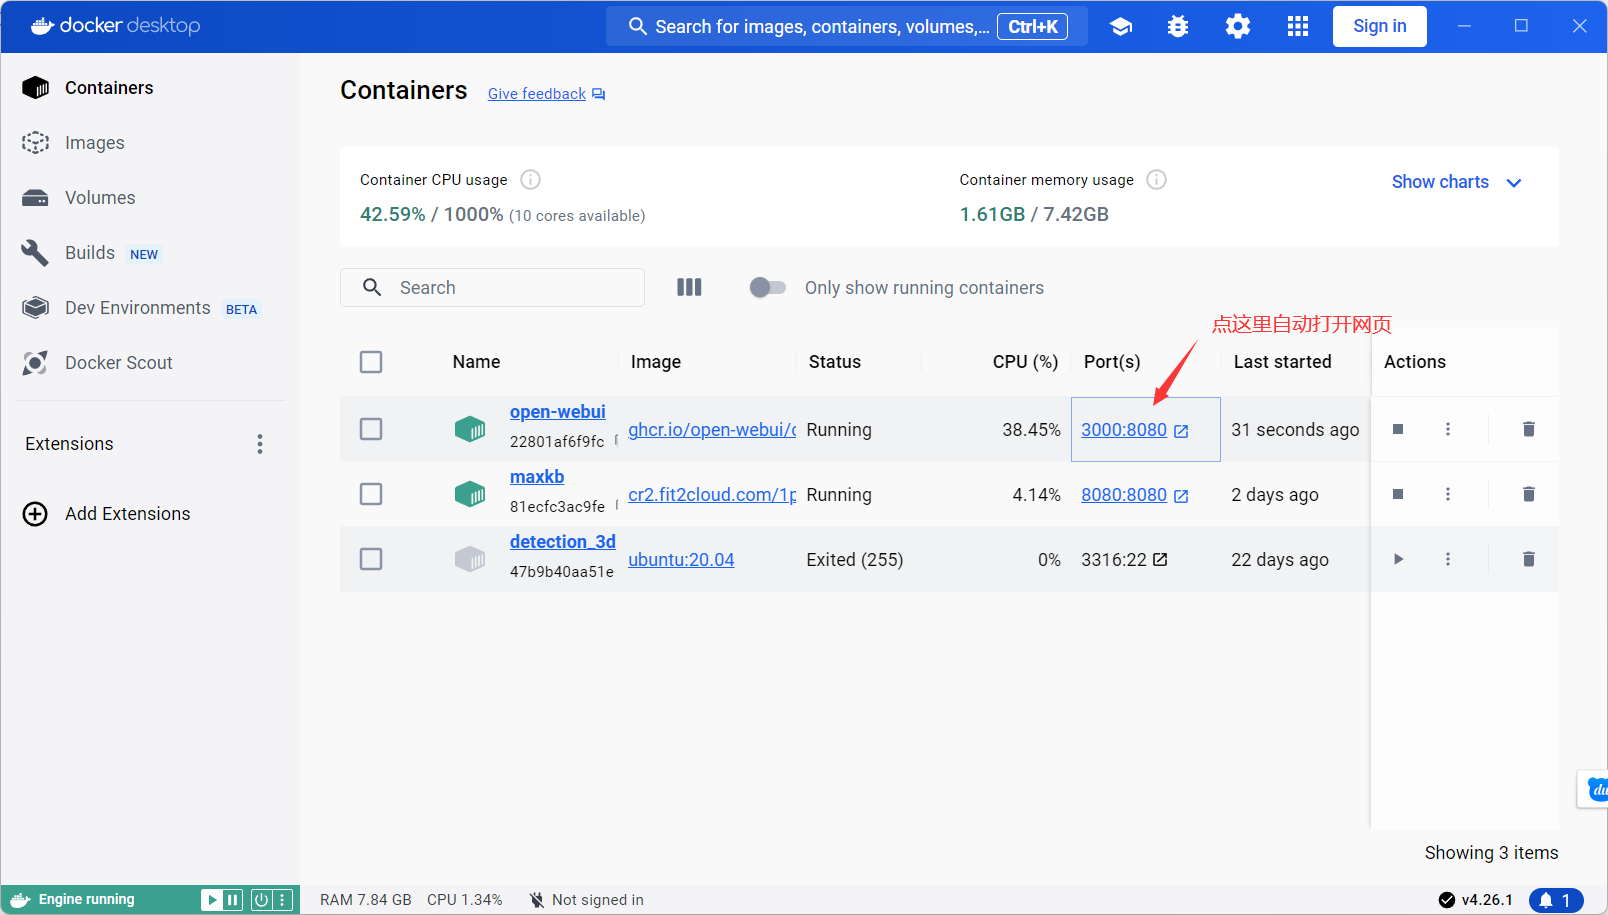 docker desktop
Search for images, containers, volumes,... Ctrl+K
Sign in
Containers
Images
Volumes
Builds NEW
Dev Environments BETA
Docker Scout
Extensions
Add Extensions
Containers Give feedback
Container CPU usage
42.59% / 1000% (10 cores available)
Container memory usage
1.61GB / 7.42GB
Show charts
Search
Only show running containers
点这里自动打开网页
Name Image Status CPU (%) Port(s) Last started Actions
open-webui
22801af6f9fc
ghcr.io/open-webui/ Running 38.45% 3000:8080 31 seconds ago
maxkb
81ecfc3ac9fe
cr2.fit2cloud.com/1p Running 4.14% 8080:8080 2 days ago
detection_3d
47b9b40aa51e
ubuntu:20.04 Exited (255) 0% 3316:22 22 days ago
du
Showing 3 items
Engine running
RAM 7.84 GB CPU 1.34% Not signed in
v4.26.1
1